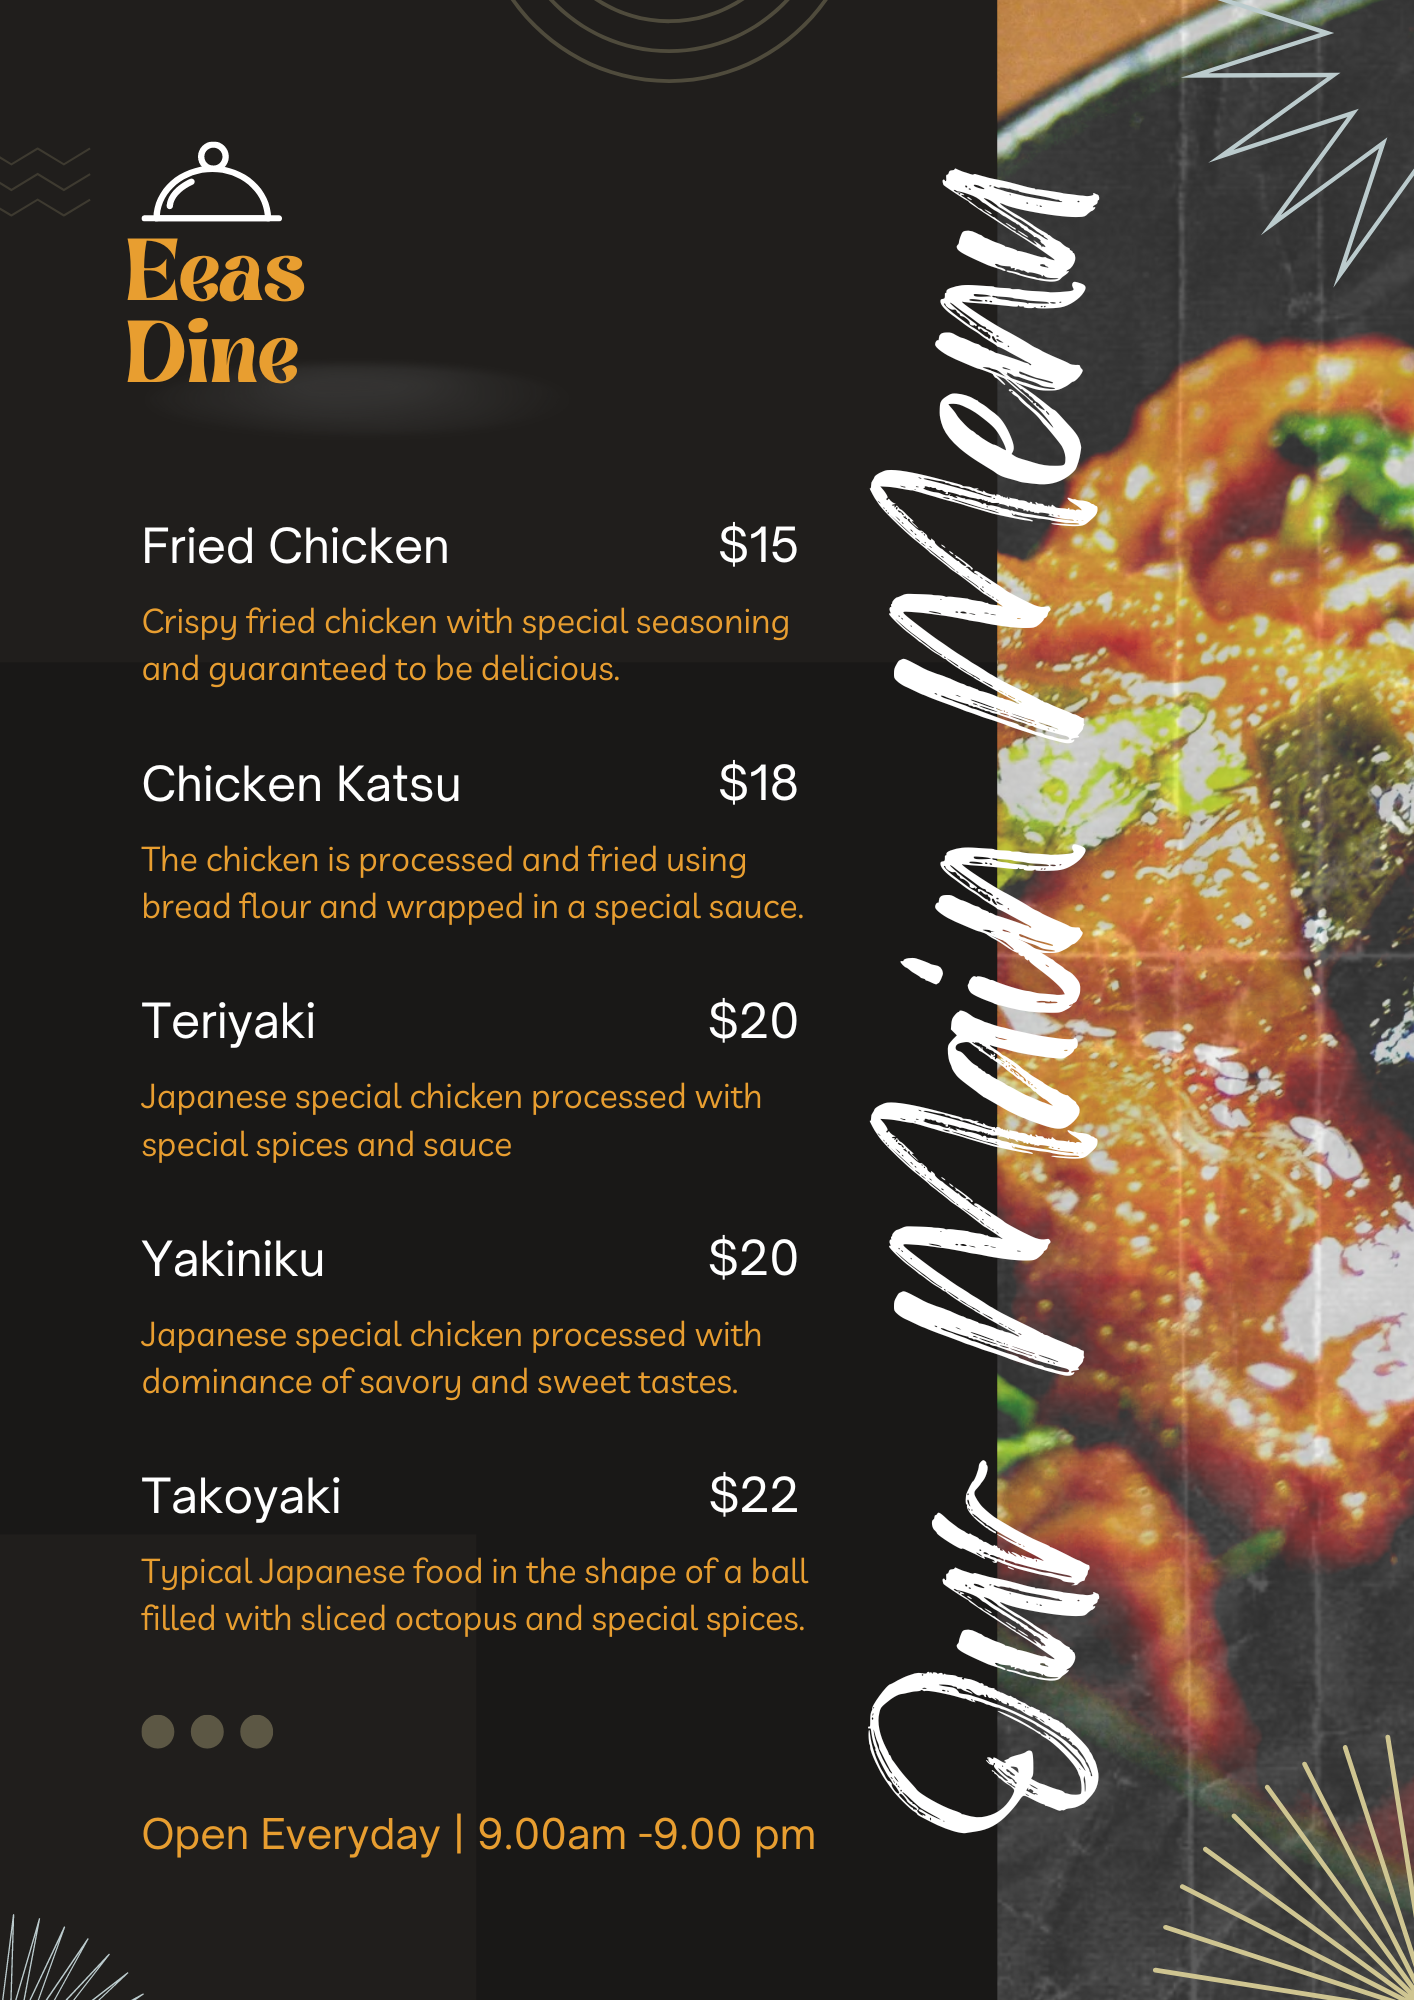 Eeas
Dine
Our Main Menu
Fried Chicken $15
Crispy fried chicken with special seasoning
and guaranteed to be delicious.
Chicken Katsu $18
The chicken is processed and fried using
bread flour and wrapped in a special sauce.
Teriyaki $20
Japanese special chicken processed with
special spices and sauce
Yakiniku $20
Japanese special chicken processed with
dominance of savory and sweet tastes.
Takoyaki $22
Typical Japanese food in the shape of a ball
filled with sliced octopus and special spices.
Open Everyday | 9.00am -9.00 pm